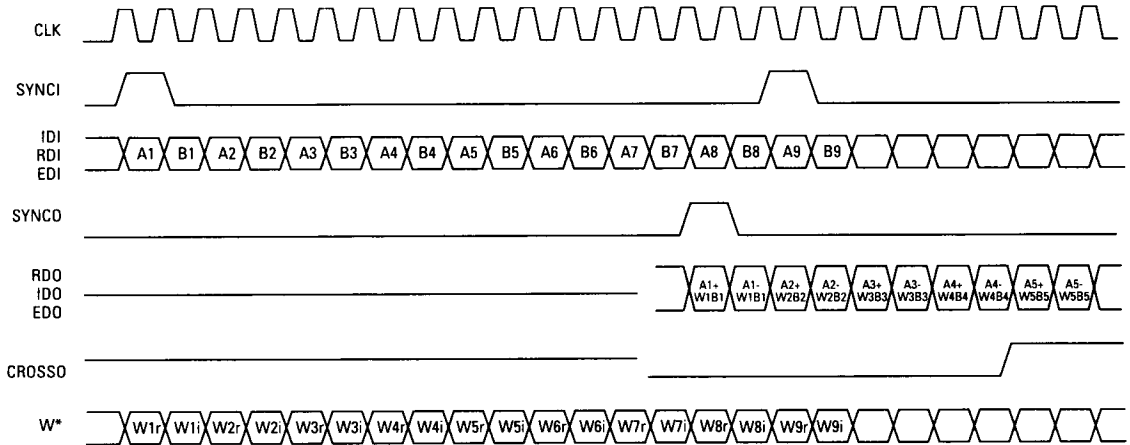 CLK
SYNCI
IDI
RDI
EDI
A1 B1 A2 B2 A3 B3 A4 B4 A5 B5 A6 B6 A7 B7 A8 B8 A9 B9
SYNCO
RDO
IDO
EDO
A1+ A1- A2+ A2- A3+ A3- A4+ A4- A5+ A5-
W1B1 W1B1 W2B2 W2B2 W3B3 W3B3 W4B4 W4B4 W5B5 W5B5
CROSSO
W* W1r W1i W2r W2i W3r W3i W4r W4i W5r W5i W6r W6i W7r W7i W8r W8i W9r W9i